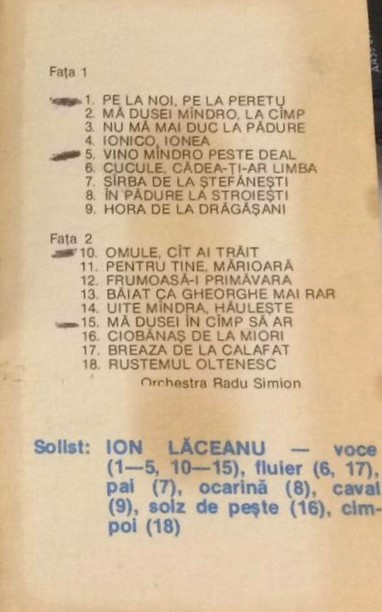 Fața 1
1. PE LA NOI, PE LA PERETU
2. MĂ DUSEI MÎNDRO, LA CÎMP
3. NU MĂ MAI DUC LA PĂDURE
4. IONICO, IONEA
5. VINO MÎNDRO PESTE DEAL
6. CUCULE, CĂDEA-ȚI-AR LIMBA
7. SÎRBA DE LA ȘTEFĂNEȘTI
8. ÎN PĂDURE LA STROIEȘTI
9. HORA DE LA DRĂGĂȘANI
Fața 2
10. OMULE, CÎT AI TRĂIT
11. PENTRU TINE, MĂRIOARĂ
12. FRUMOASĂ-I PRIMĂVARA
13. BĂIAT CA GHEORGHE MAI RAR
14. UITE MÎNDRA, HĂULEȘTE
15. MĂ DUSEI ÎN CÎMP SĂ AR
16. CIOBĂNAȘ DE LA MIORI
17. BREAZA DE LA CALAFAT
18. RUSTEMUL OLTENESC
Orchestra Radu Simion
Solist: ION LĂCEANU — voce
(1—5, 10—15), fluier (6, 17),
pai (7), ocarină (8), caval
(9), solz de pește (16), cim-
poi (18)